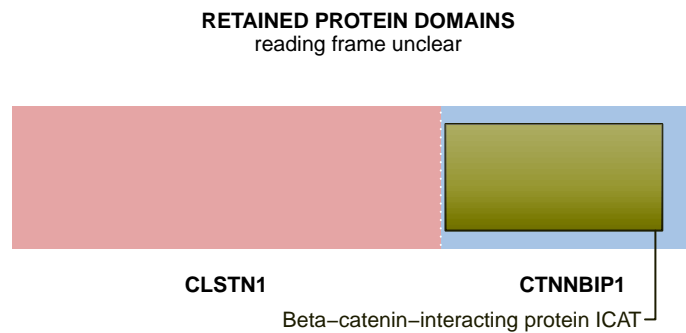 RETAINED PROTEIN DOMAINS
reading frame unclear
CLSTN1 CTNNBIP1
Beta−catenin−interacting protein ICAT